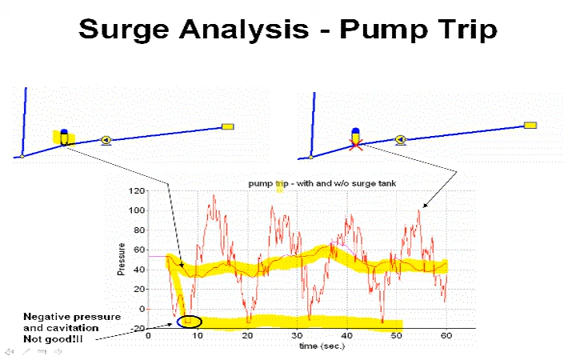 Surge Analysis - Pump Trip
pump trip - with and w/o surge tank
120
100
80
60
40
20
0
-20
Pressure
0
10
20
30
40
50
60
time (sec.)
Negative pressure
and cavitation
Not good!!!